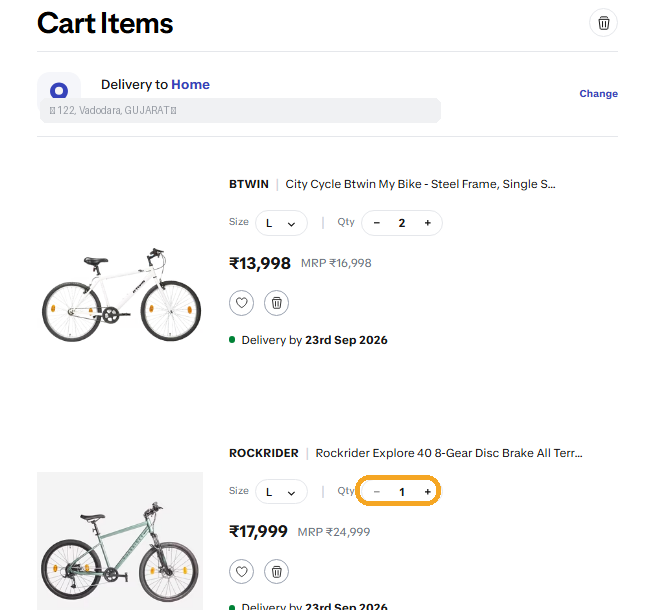 Cart Items
Delivery to Home
122, Vadodara, GUJARAT
Change
BTWIN | City Cycle Btwin My Bike - Steel Frame, Single S...
Size L | Qty − 2 +
₹13,998 MRP ₹16,998
Delivery by 23rd Sep 2026
ROCKRIDER | Rockrider Explore 40 8-Gear Disc Brake All Terr...
Size L | Qty − 1 +
₹17,999 MRP ₹24,999
Delivery by 23rd Sep 2026